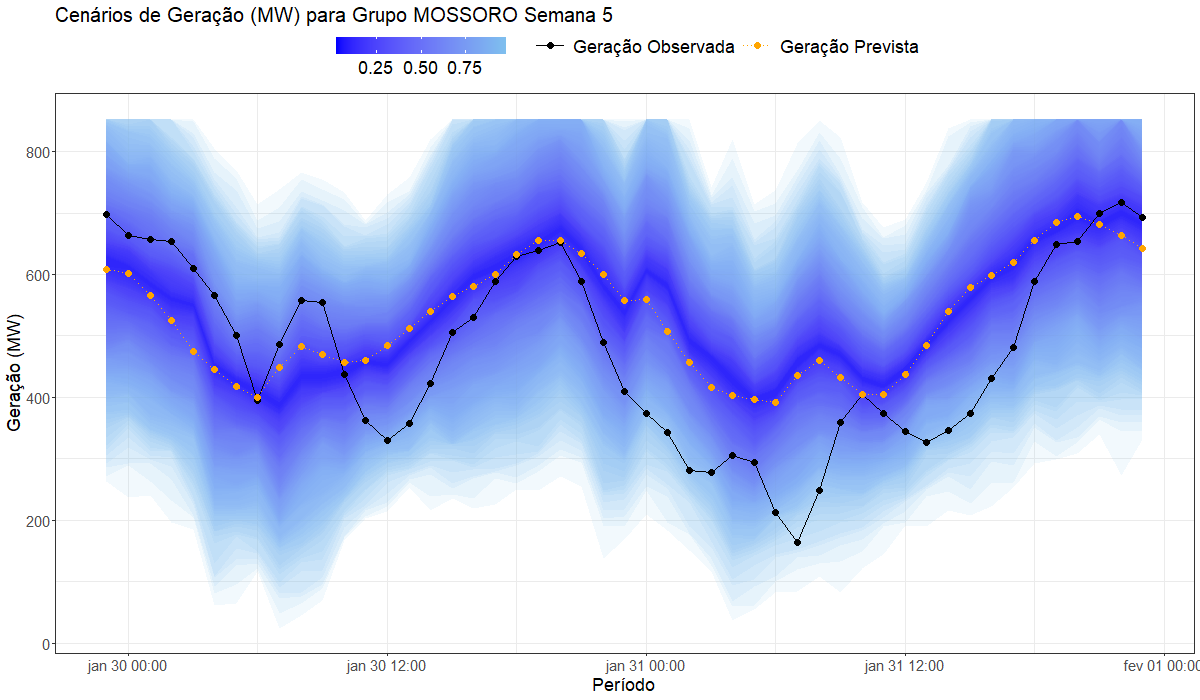 Cenários de Geração (MW) para Grupo MOSSORO Semana 5
0.25 0.50 0.75
Geração Observada
Geração Prevista
Geração (MW)
800
600
400
200
0
jan 30 00:00
jan 30 12:00
jan 31 00:00
jan 31 12:00
fev 01 00:00
Período